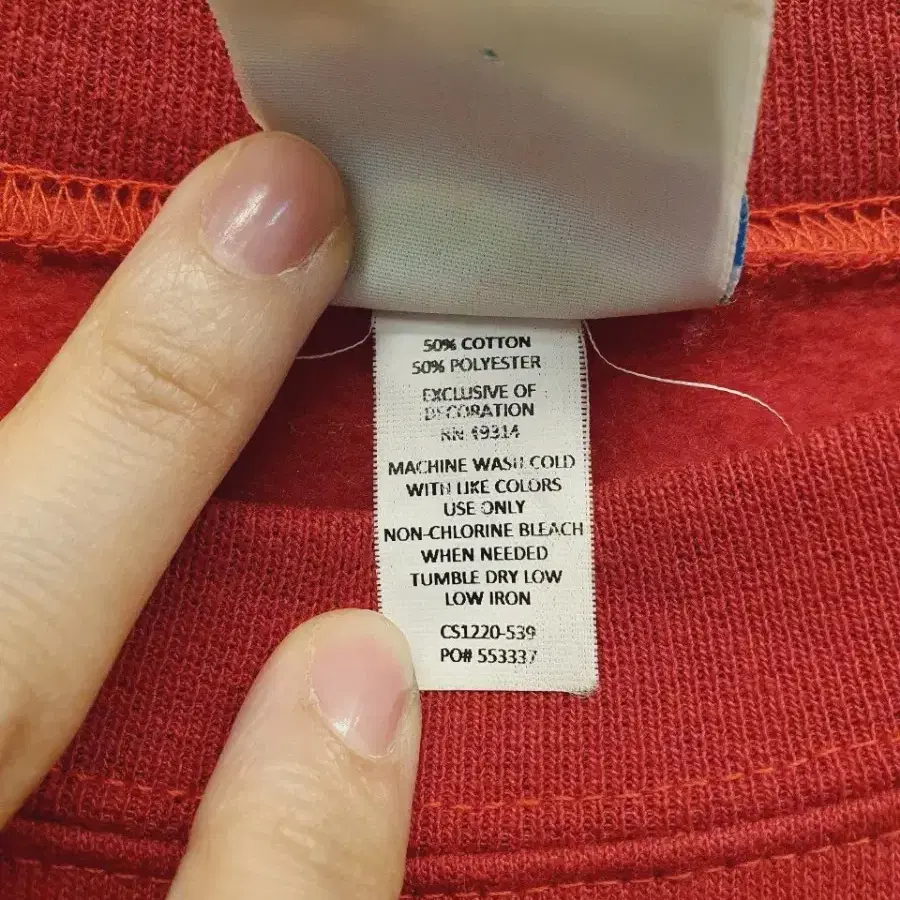 50% COTTON
50% POLYESTER
EXCLUSIVE OF
DECORATION
RN 49314
MACHINE WASH COLD
WITH LIKE COLORS
USE ONLY
NON-CHLORINE BLEACH
WHEN NEEDED
TUMBLE DRY LOW
LOW IRON
CS1220-539
PO# 553337